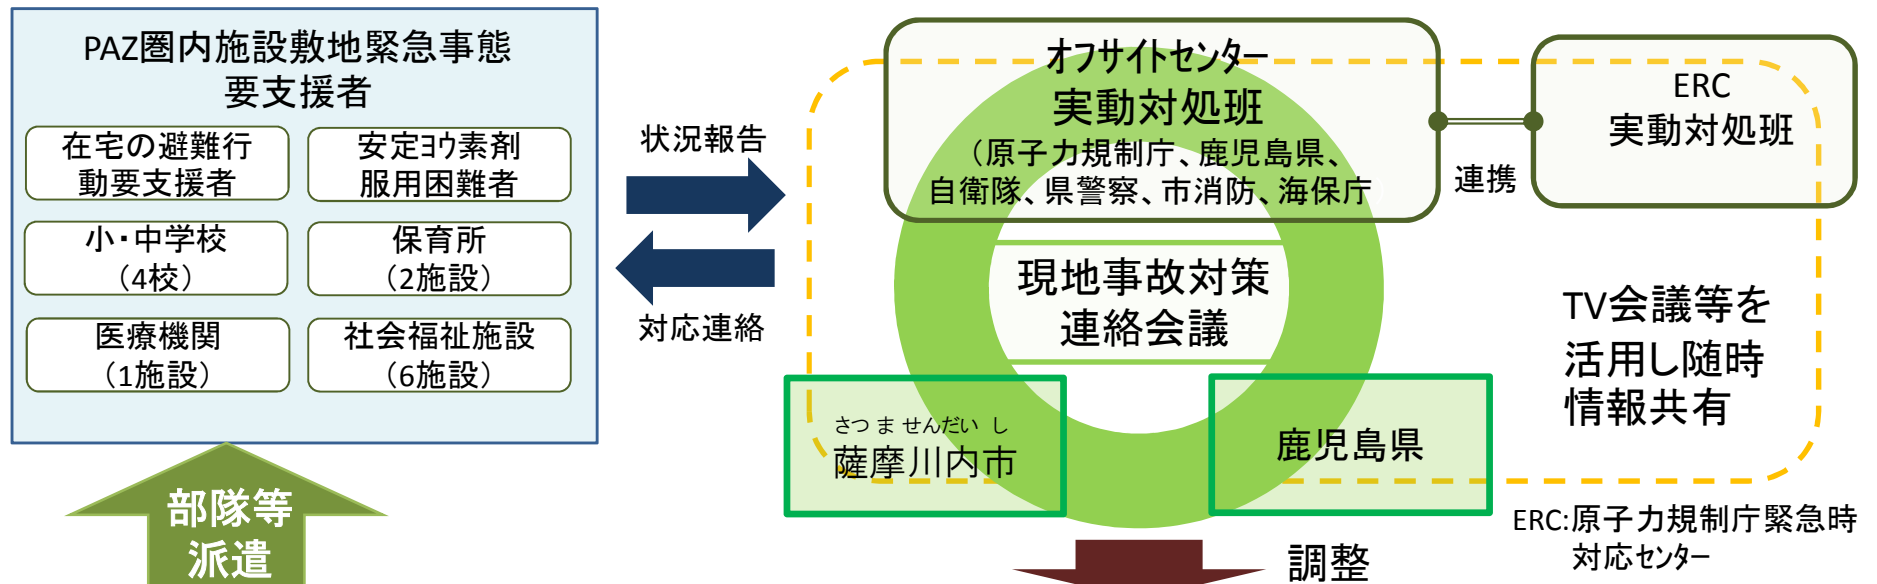 PAZ圏内施設敷地緊急事態
要支援者
在宅の避難行
動要支援者
安定ヨウ素剤
服用困難者
小・中学校
（4校）
保育所
（2施設）
医療機関
（1施設）
社会福祉施設
（6施設）
部隊等
派遣
状況報告
対応連絡
オフサイトセンター
実動対処班
（原子力規制庁、鹿児島県、
自衛隊、県警察、市消防、海保庁）
連携
ERC
実動対処班
現地事故対策
連絡会議
TV会議等を
活用し随時
情報共有
さつ ま せんだい し
薩摩川内市
鹿児島県
ERC:原子力規制庁緊急時
対応センター
調整